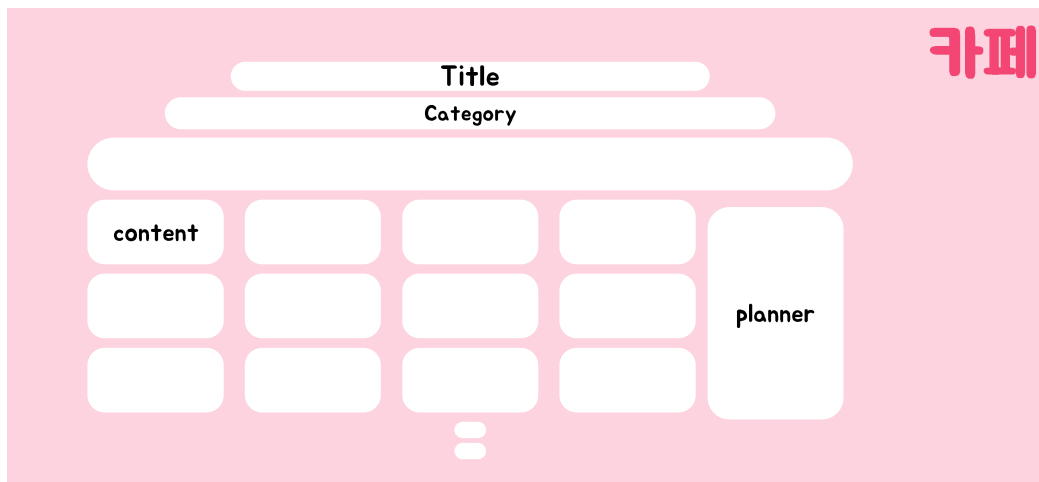 카페
Title
Category
content
planner